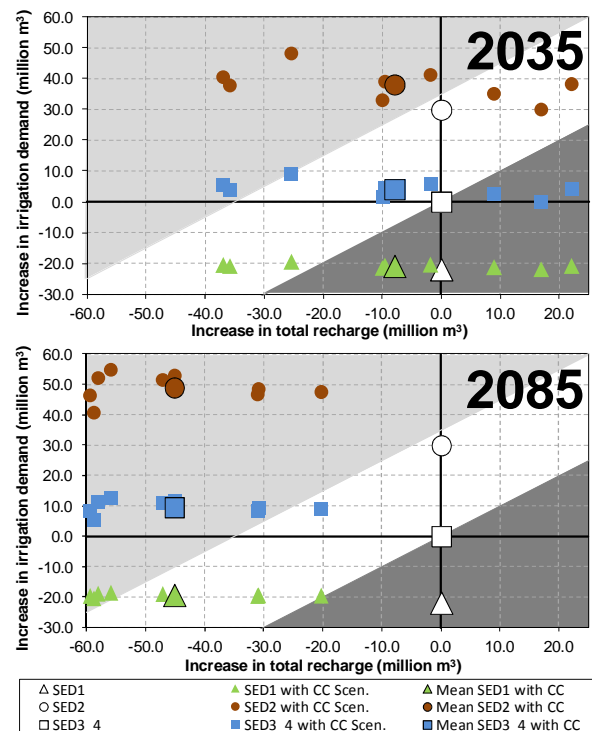 60.0
50.0
40.0
30.0
20.0
10.0
0.0
-10.0
-20.0
-30.0
Increase in irrigation demand (million m³)
2035
-60.0 -50.0 -40.0 -30.0 -20.0 -10.0 0.0 10.0 20.0
Increase in total recharge (million m³)
60.0
50.0
40.0
30.0
20.0
10.0
0.0
-10.0
-20.0
-30.0
Increase in irrigation demand (million m³)
2085
-60.0 -50.0 -40.0 -30.0 -20.0 -10.0 0.0 10.0 20.0
Increase in total recharge (million m³)
SED1 SED1 with CC Scen. Mean SED1 with CC
SED2 SED2 with CC Scen. Mean SED2 with CC
SED3 4 SED3 4 with CC Scen. Mean SED3 4 with CC